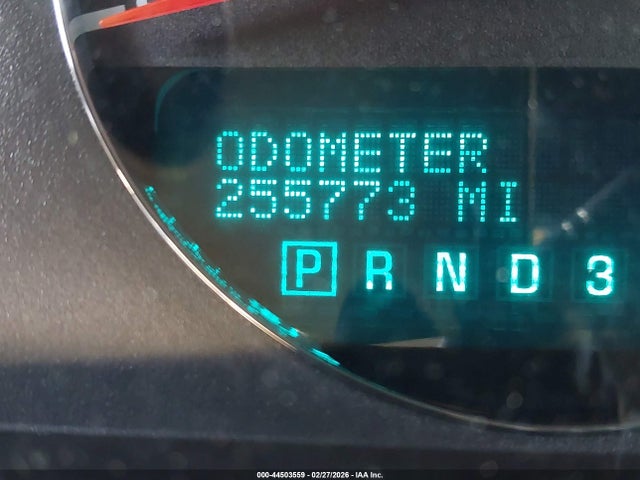 ODOMETER
255773 MI
P R N D 3
000-44503559 - 02/27/2026 - IAA Inc.